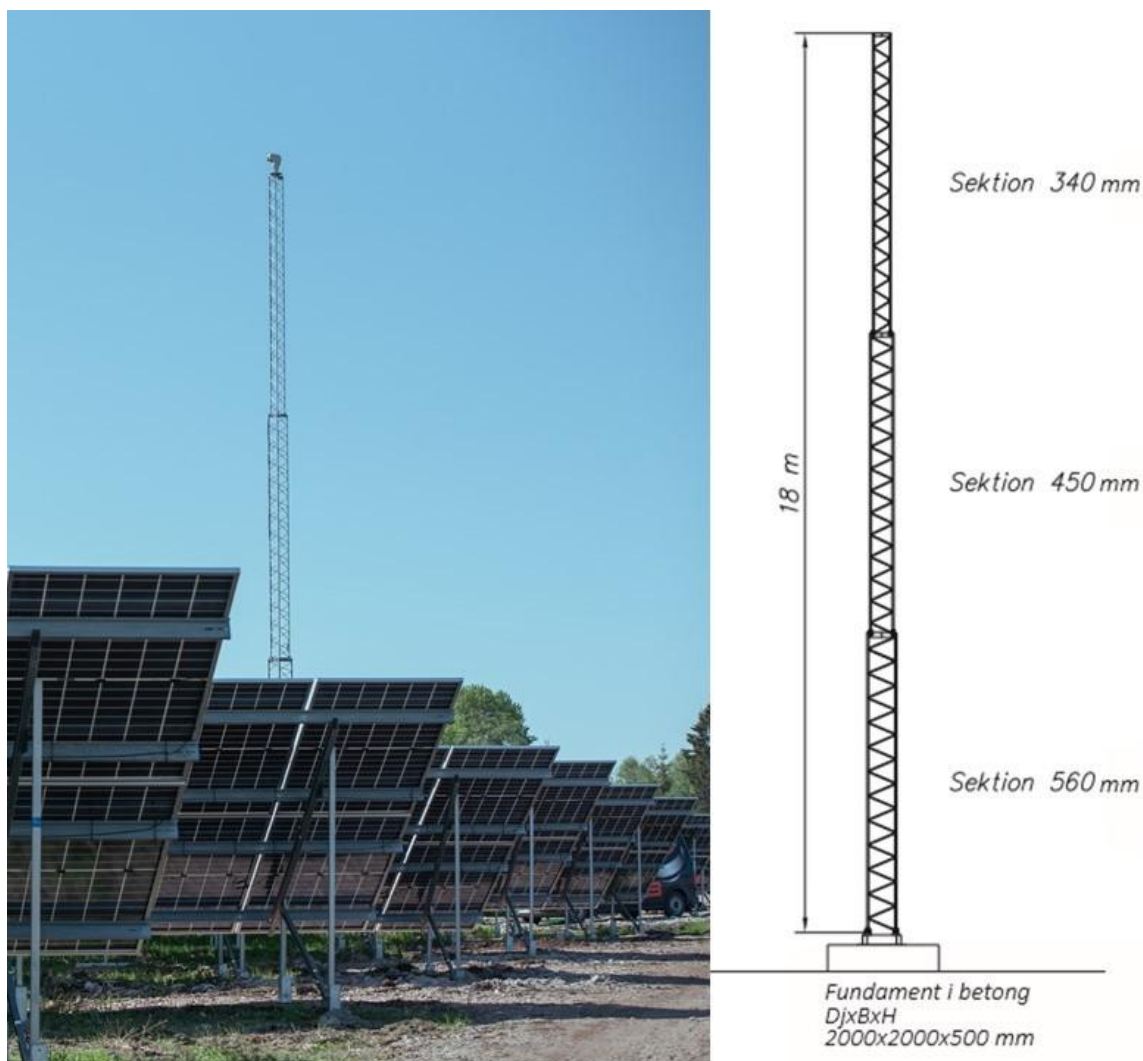 Sektion 340 mm
18 m
Sektion 450 mm
Sektion 560 mm
Fundament i betong
DjxBxH
2000x2000x500 mm